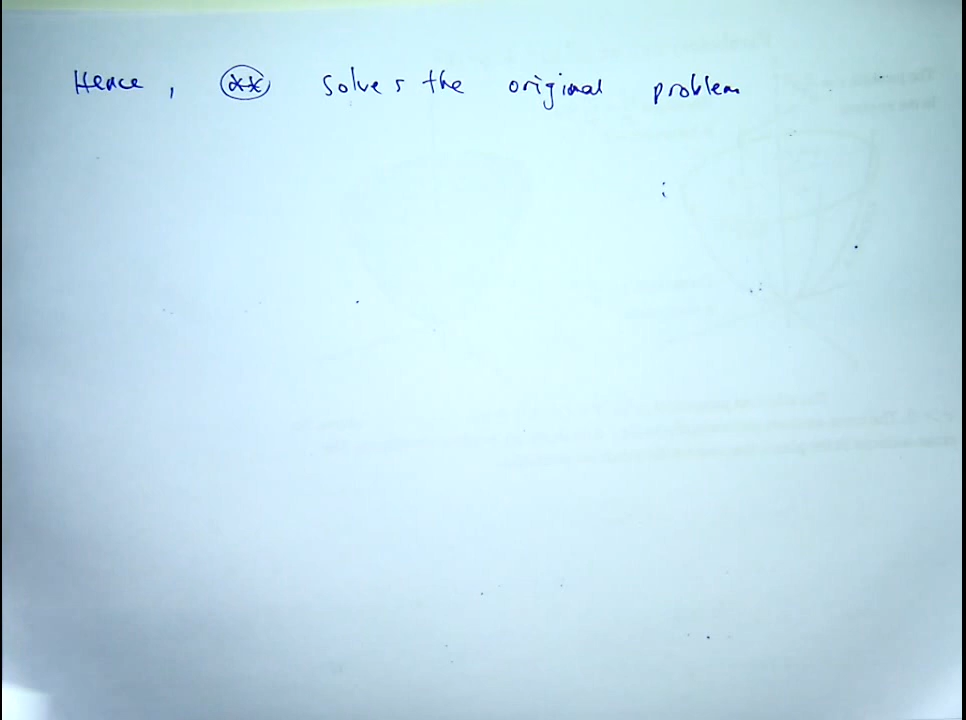 Hence, ** solves the original problem